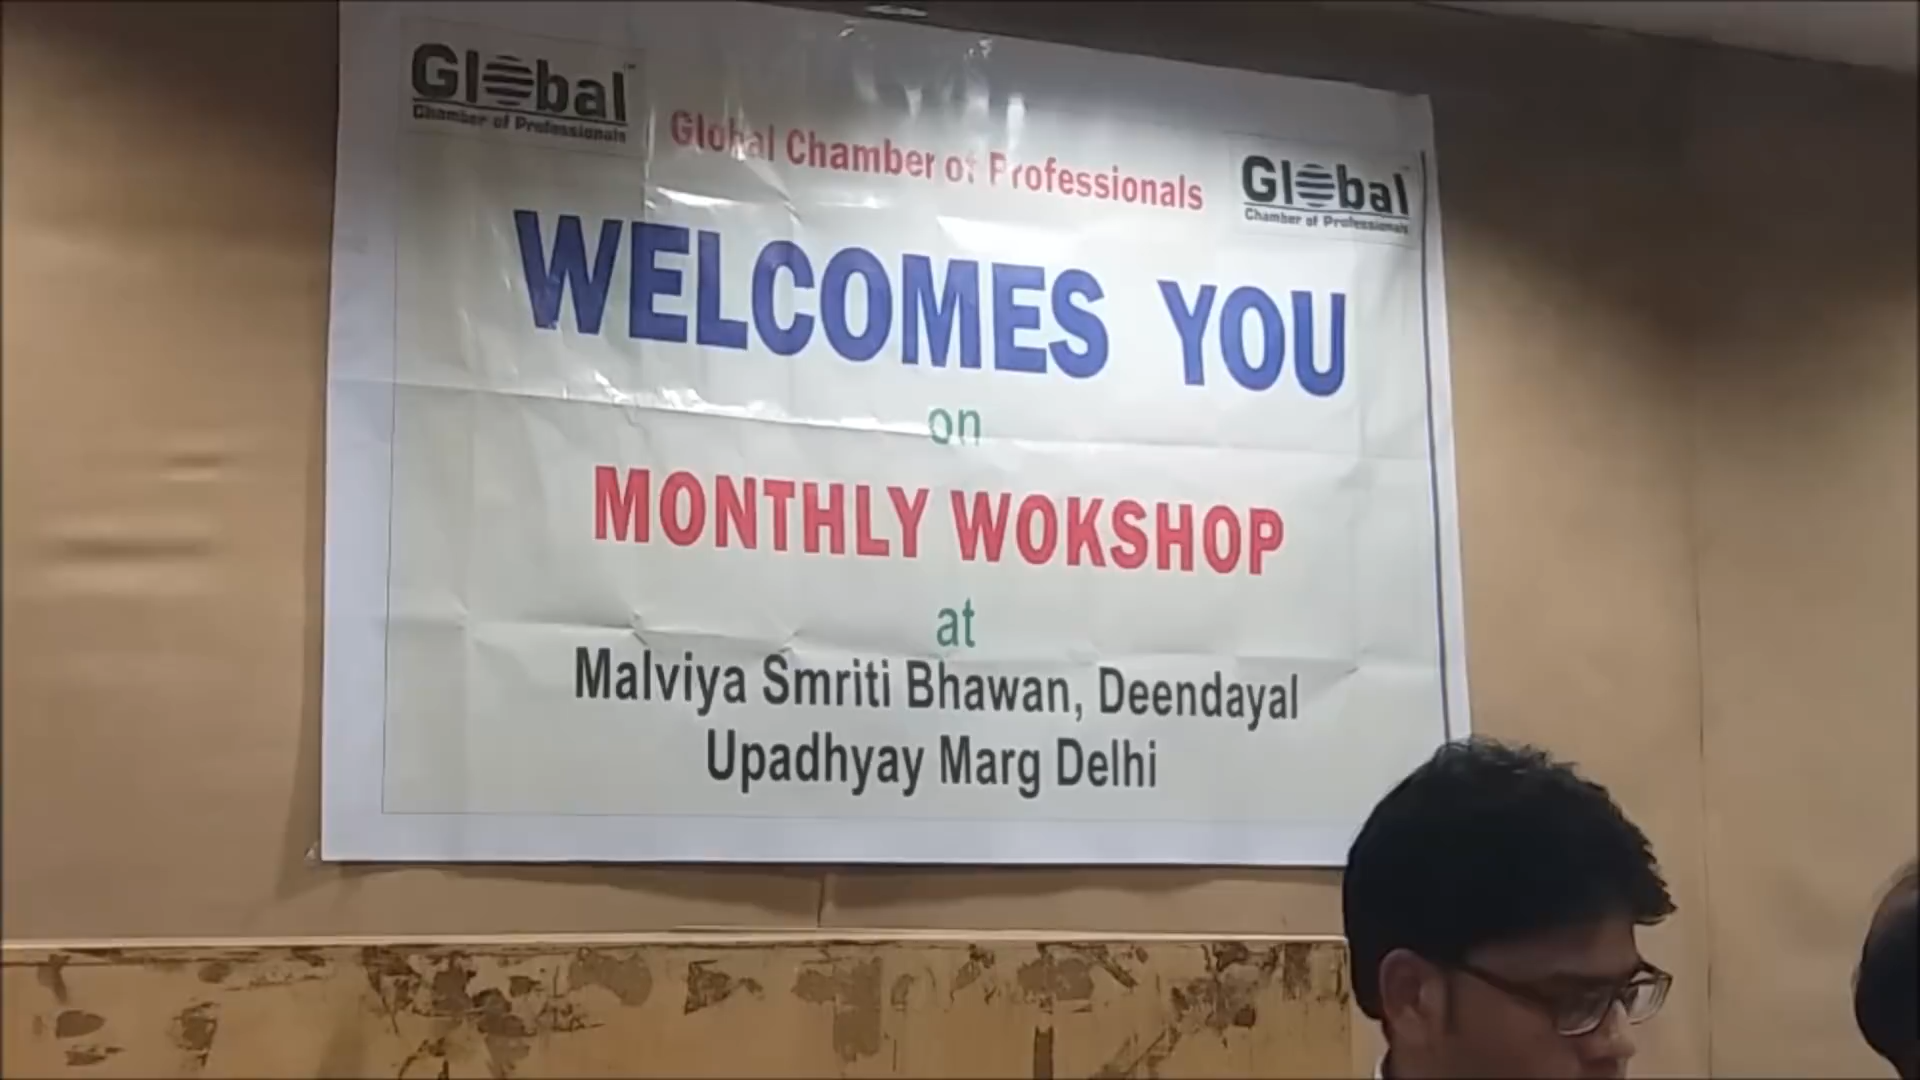 Global
Chamber of Professionals
Global Chamber of Professionals
Global
Chamber of Professionals
WELCOMES YOU
on
MONTHLY WOKSHOP
at
Malviya Smriti Bhawan, Deendayal
Upadhyay Marg Delhi